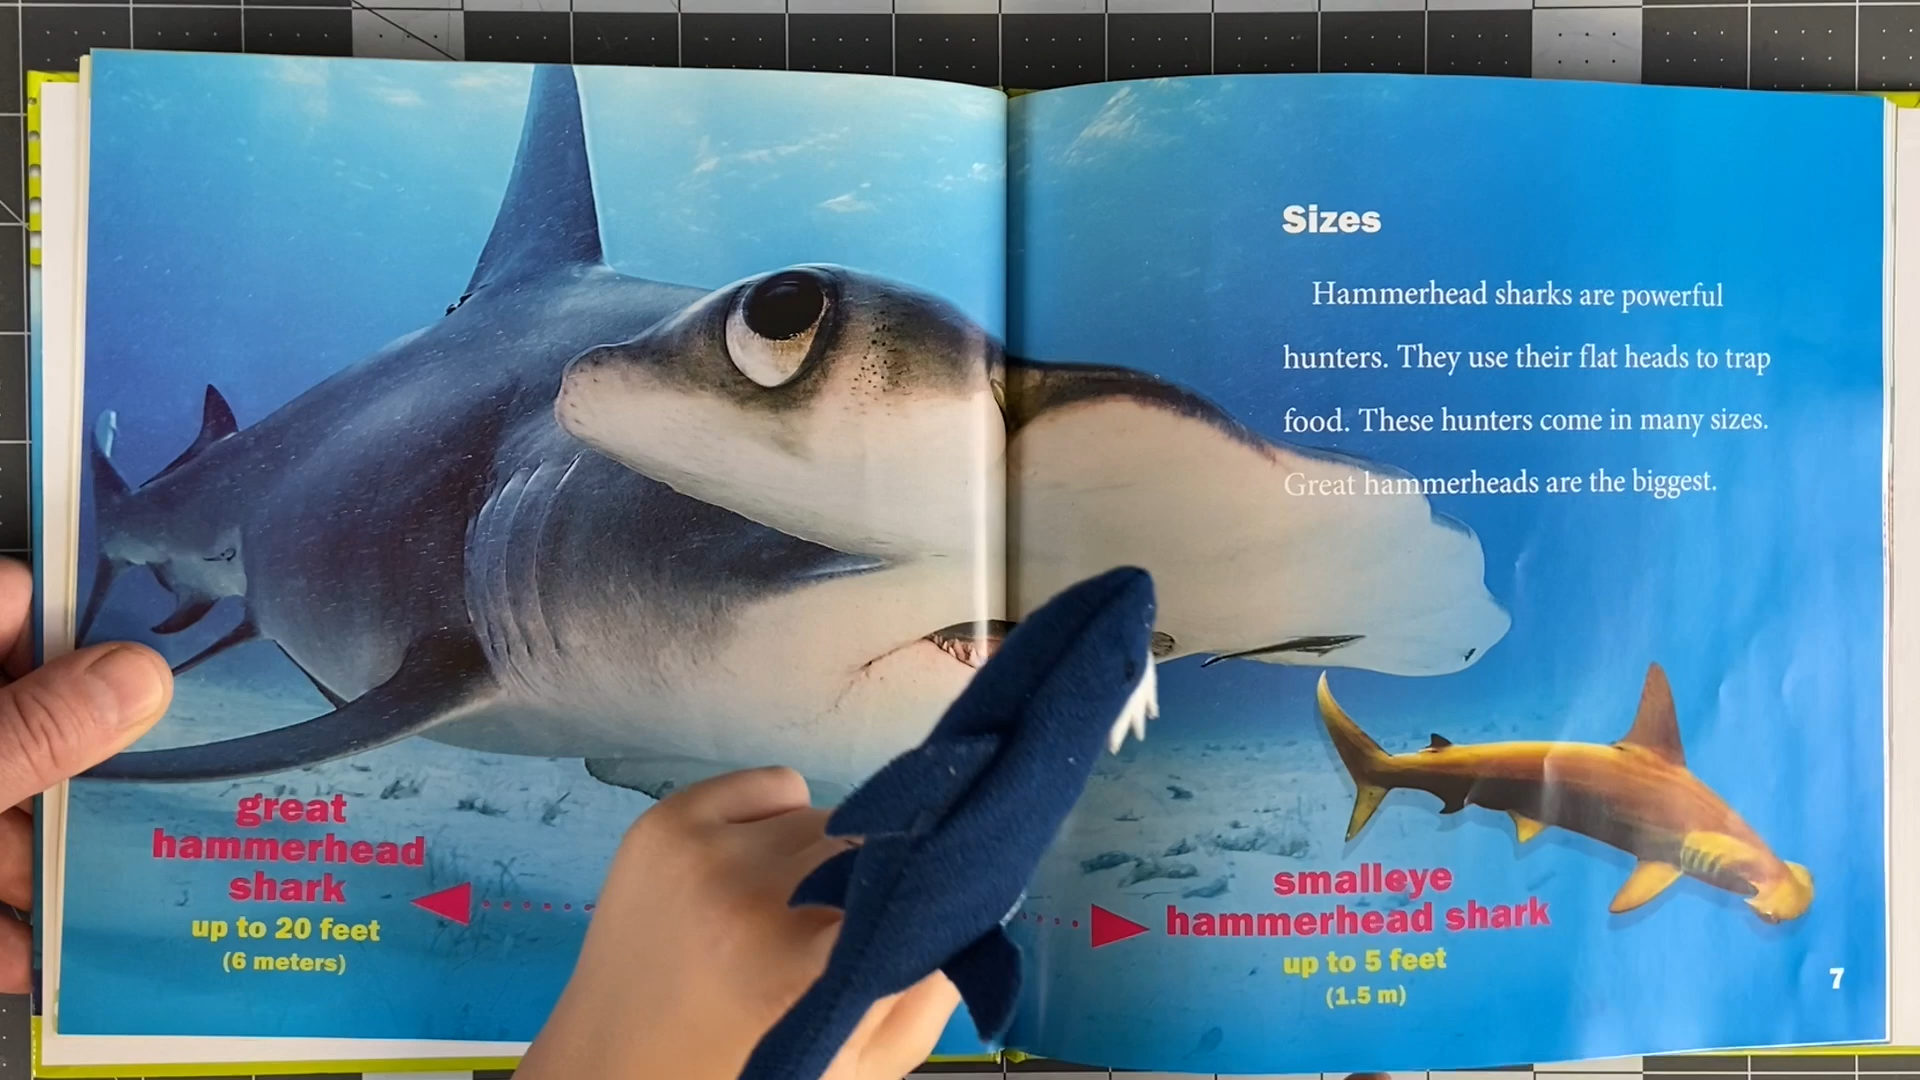 great
hammerhead
shark
up to 20 feet
(6 meters)
Sizes
Hammerhead sharks are powerful
hunters. They use their flat heads to trap
food. These hunters come in many sizes.
Great hammerheads are the biggest.
smalleye
hammerhead shark
up to 5 feet
(1.5 m)
7